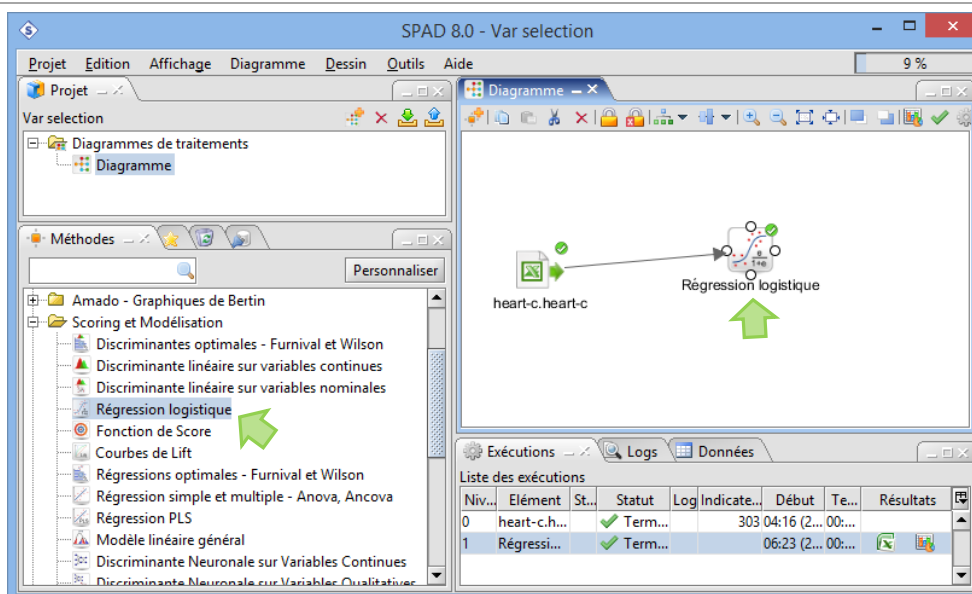 SPAD 8.0 - Var selection
Projet Edition Affichage Diagramme Dessin Outils Aide
9 %
Projet
Var selection
Diagrammes de traitements
Diagramme
Méthodes
Personnaliser
Amado - Graphiques de Bertin
Scoring et Modélisation
Discriminantes optimales - Furnival et Wilson
Discriminante linéaire sur variables continues
Discriminante linéaire sur variables nominales
Régression logistique
Fonction de Score
Courbes de Lift
Régressions optimales - Furnival et Wilson
Régression simple et multiple - Anova, Ancova
Régression PLS
Modèle linéaire général
Discriminante Neuronale sur Variables Continues
Discriminante Neuronale sur Variables Qualitatives
Diagramme
heart-c.heart-c
Régression logistique
Exécutions Logs Données
Liste des exécutions
Niv... Elément St... Statut Log Indicate... Début Te... Résultats
0 heart-c.h... Term... 303 04:16 (2... 00:...
1 Régressi... Term... 06:23 (2... 00:...